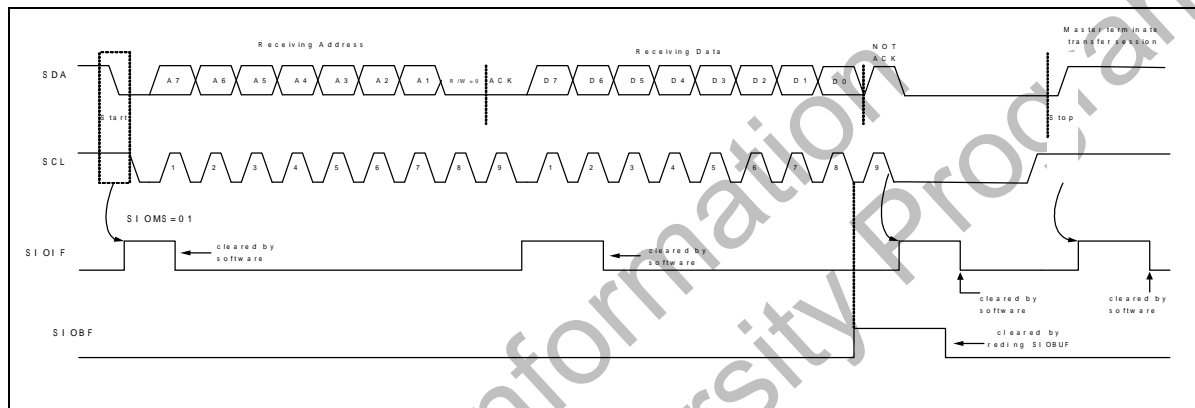 Receiving Address
Receiving Data
NOT
ACK
Master terminate
transfer session
SDA
A7 A6 A5 A4 A3 A2 A1 R/W=0 ACK D7 D6 D5 D4 D3 D2 D1 D0
Start
Stop
SCL
1 2 3 4 5 6 7 8 9 1 2 3 4 5 6 7 8 9
SIOMS=01
SIOIF
cleared by
software
cleared by
software
cleared by
software
cleared by
software
SIOBF
cleared by
reding SIOBUF
nformation
ersity Program